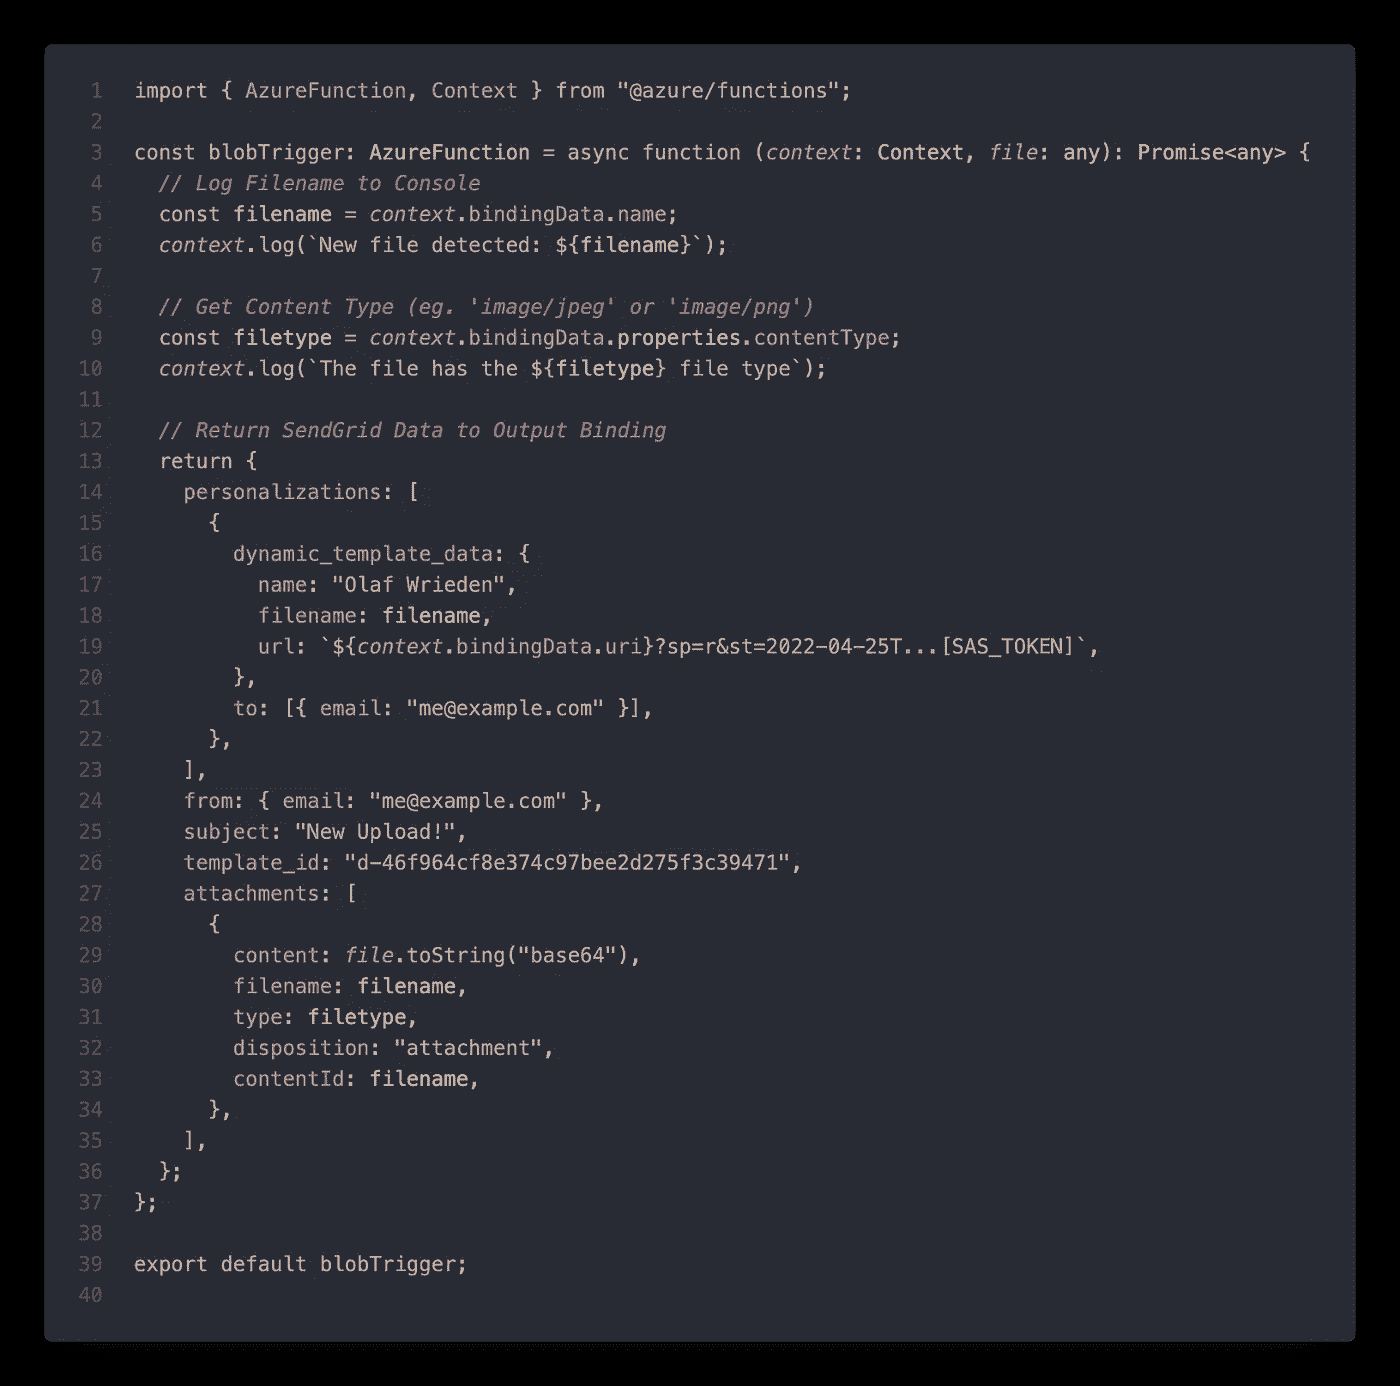 1 import { AzureFunction, Context } from "@azure/functions";
2
3 const blobTrigger: AzureFunction = async function (context: Context, file: any): Promise<any> {
4   // Log Filename to Console
5   const filename = context.bindingData.name;
6   context.log(`New file detected: ${filename}`);
7
8   // Get Content Type (eg. 'image/jpeg' or 'image/png')
9   const filetype = context.bindingData.properties.contentType;
10   context.log(`The file has the ${filetype} file type`);
11
12   // Return SendGrid Data to Output Binding
13   return {
14     personalizations: [
15       {
16         dynamic_template_data: {
17           name: "Olaf Wrieden",
18           filename: filename,
19           url: `${context.bindingData.uri}?sp=r&st=2022-04-25T...[SAS_TOKEN]`,
20         },
21         to: [{ email: "me@example.com" }],
22       },
23     ],
24     from: { email: "me@example.com" },
25     subject: "New Upload!",
26     template_id: "d-46f964cf8e374c97bee2d275f3c39471",
27     attachments: [
28       {
29         content: file.toString("base64"),
30         filename: filename,
31         type: filetype,
32         disposition: "attachment",
33         contentId: filename,
34       },
35     ],
36   };
37 };
38
39 export default blobTrigger;
40